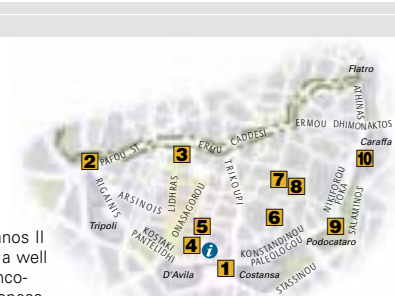 Flatro
ATHINAS
ERMOU DHIMONAKTOS
Caraffa
ERMU CADDESI
PAFOU ST
2
3
10
TRIKOUPI
RIGAINIS
ARSINOIS
LIDHRAS
ONASAGOROU
7
8
NIKIFOROU
FOKA
SALAMINOS
6
9
Tripoli
5
KOSTAKI
PANTELIDHI
4
i
KONSTANDINOU
PALEOLOGOU
Podocataro
D'Avila
1
Costansa
STASSINOU
nos II
a well
nco-